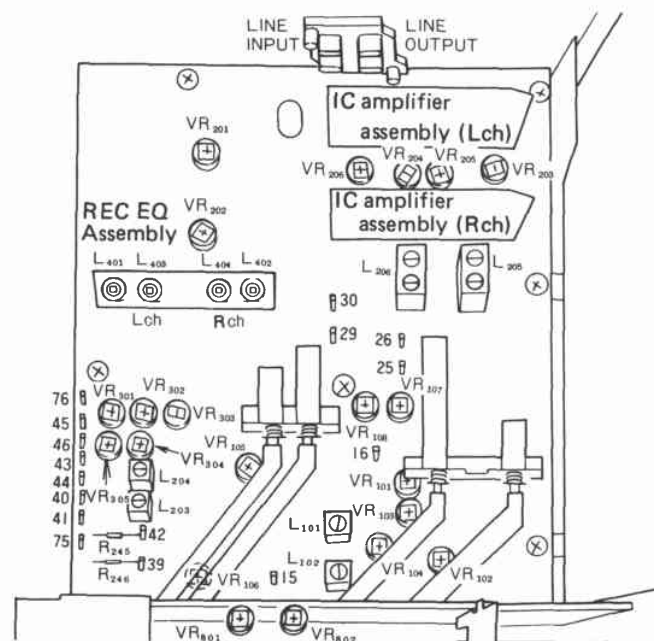 LINE INPUT
LINE OUTPUT
IC amplifier
assembly (Lch)
VR201
VR206
VR204
VR205
VR203
IC amplifier
assembly (Rch)
REC EQ
Assembly
VR202
L401
L403
L404
L402
Lch
Rch
L206
L205
30
29
26
25
76
45
46
43
44
40
41
75
VR301
VR302
VR303
VR304
VR305
VR105
L204
L203
R245
42
R246
39
VR107
VR108
16
VR101
VR103
L101
L102
VR104
VR102
VR106
15
VR801
VR802